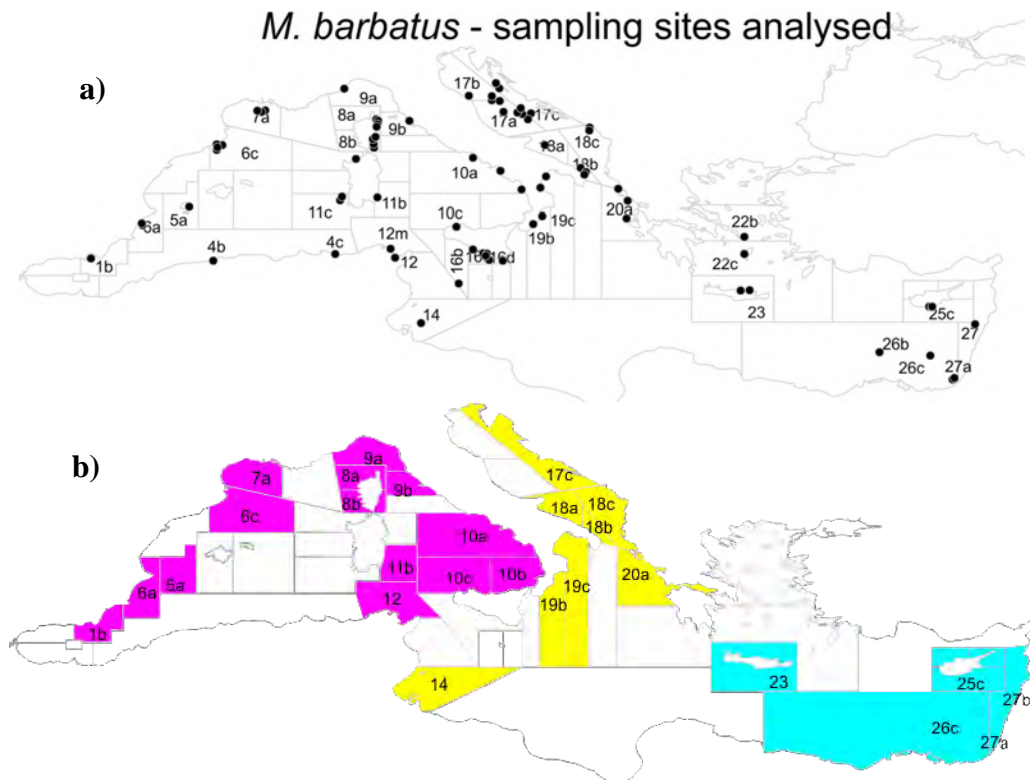 M. barbatus - sampling sites analysed
a)
17b
9a
7a
8a
17a
17c
9b
8b
18c
6c
18a
18b
10a
5a
11c
11b
20a
6a
10c
19c
22b
19b
12m
4b
4c
12
16b
16d
22c
1b
14
23
25c
27
26b
26c
27a
b)
9a
7a
8a
17c
9b
8b
18a
18c
6c
18b
10a
11b
5a
10c
10b
20a
6a
19c
12
19b
1b
14
23
25c
27b
26c
27a